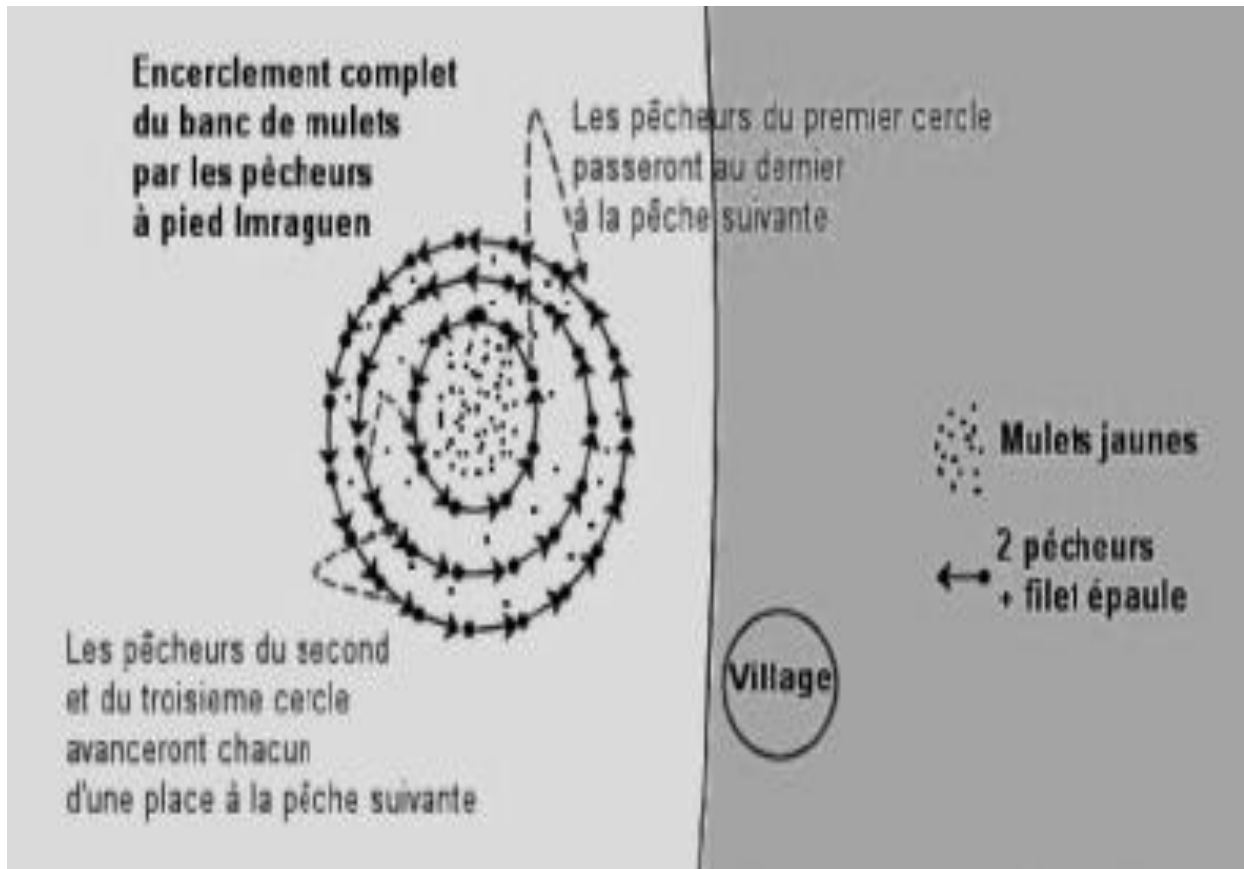 Encerclement complet
du banc de mulets
par les pêcheurs
à pied Imraguen
Les pêcheurs du premier cercle
passeront au dernier
à la pêche suivante
Mulets jaunes
2 pêcheurs
+ filet épaule
Village
Les pêcheurs du second
et du troisieme cercle
avanceront chacun
d'une place à la pêche suivante